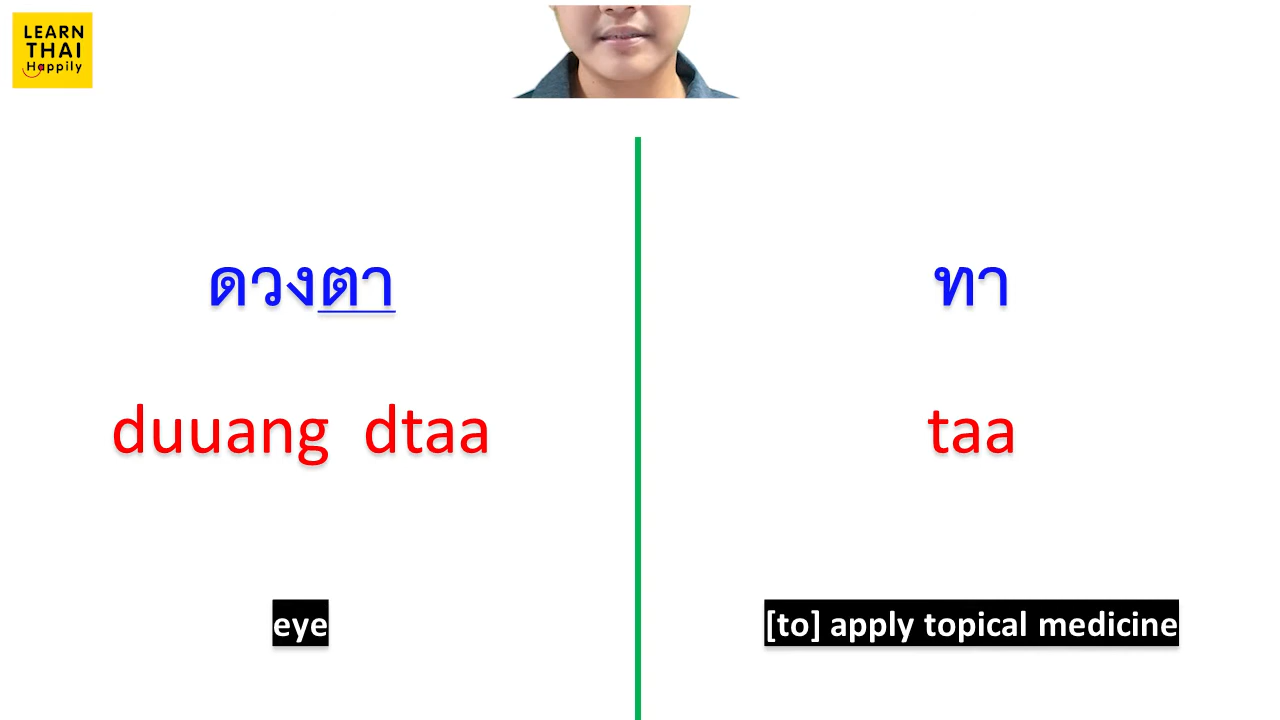 LEARN
THAI
Happily
ดวงตา
duuang dtaa
eye
ทา
taa
[to] apply topical medicine